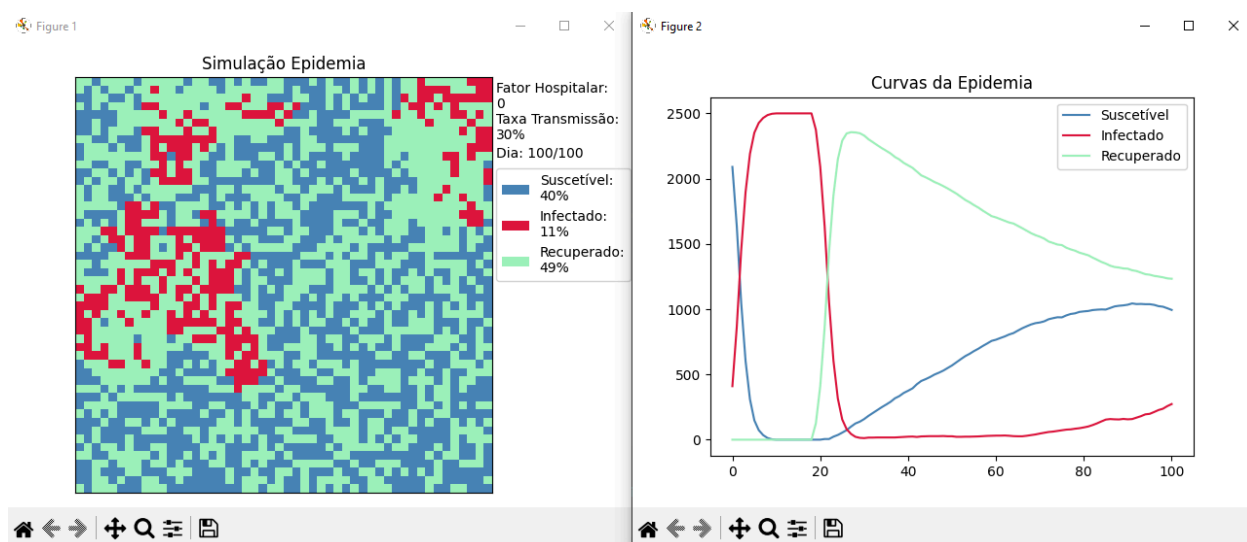 Figure 1
Simulação Epidemia
Fator Hospitalar:
0
Taxa Transmissão:
30%
Dia: 100/100
Suscetível:
40%
Infectado:
11%
Recuperado:
49%
Figure 2
Curvas da Epidemia
Suscetível
Infectado
Recuperado
2500
2000
1500
1000
500
0
0 20 40 60 80 100